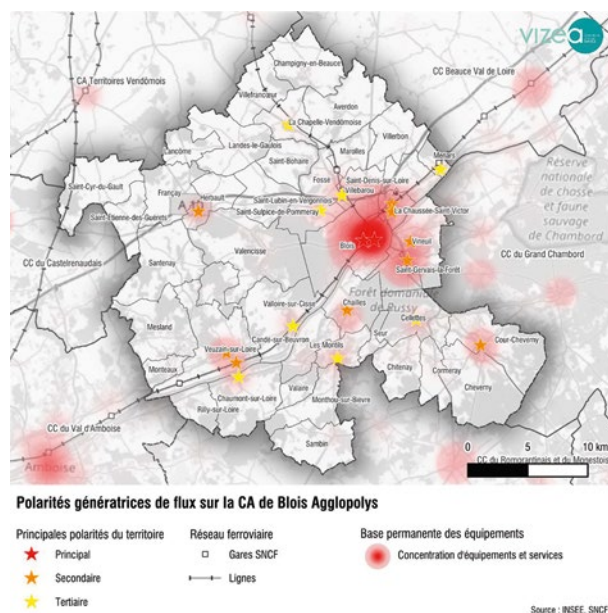 vizea
Champigny-en-Beauce
CC Beauce Val de Loire
CA Territoires Vendômois
Villefrancœur
Averdon
La Chapelle-Vendômoise
Landes-le-Gaulois
Marolles
Villerbon
Lancôme
Saint-Bohaire
Ménars
Saint-Cyr-du-Gault
Françay
Herbault
Fossé
Saint-Denis-sur-Loire
Villebarou
Réserve
nationale
de chasse
et faune
sauvage
de Chambord
Saint-Lubin-en-Vergonnois
Saint-Étienne-des-Guérets
Saint-Sulpice-de-Pommeray
La Chaussée-Saint-Victor
Blois
Vineuil
CC du Grand Chambord
CC du Castelrenaudais
Santenay
Valencisse
Saint-Gervais-la-Forêt
Forêt domaniale
de Russy
Chailles
Mesland
Valloire-sur-Cisse
Cellettes
Candé-sur-Beuvron
Seur
Cour-Cheverny
Veuzain-sur-Loire
Les Montils
Monteaux
Chitenay
Cormeray
Valaire
Cheverny
Chaumont-sur-Loire
Rilly-sur-Loire
Monthou-sur-Bièvre
CC du Val d'Amboise
Sambin
Amboise
0 5 10 km
CC du Romorantinais et du Monestois
Polarités génératrices de flux sur la CA de Blois Agglopolys
Principales polarités du territoire
Principal
Secondaire
Tertiaire
Réseau ferroviaire
Gares SNCF
Lignes
Base permanente des équipements
Concentration d'équipements et services
Source : INSEE, SNCF